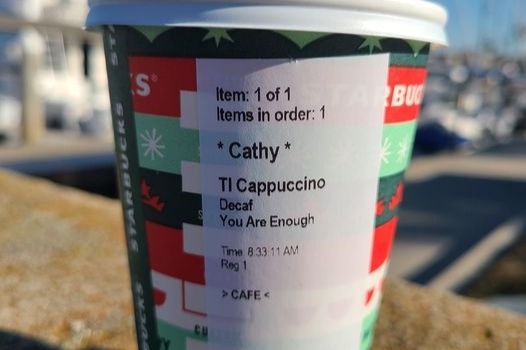 Item: 1 of 1
Items in order: 1
* Cathy *
Tl Cappuccino
Decaf
You Are Enough
Time: 8:33:11 AM
Reg 1
> CAFE <
STARBUCKS